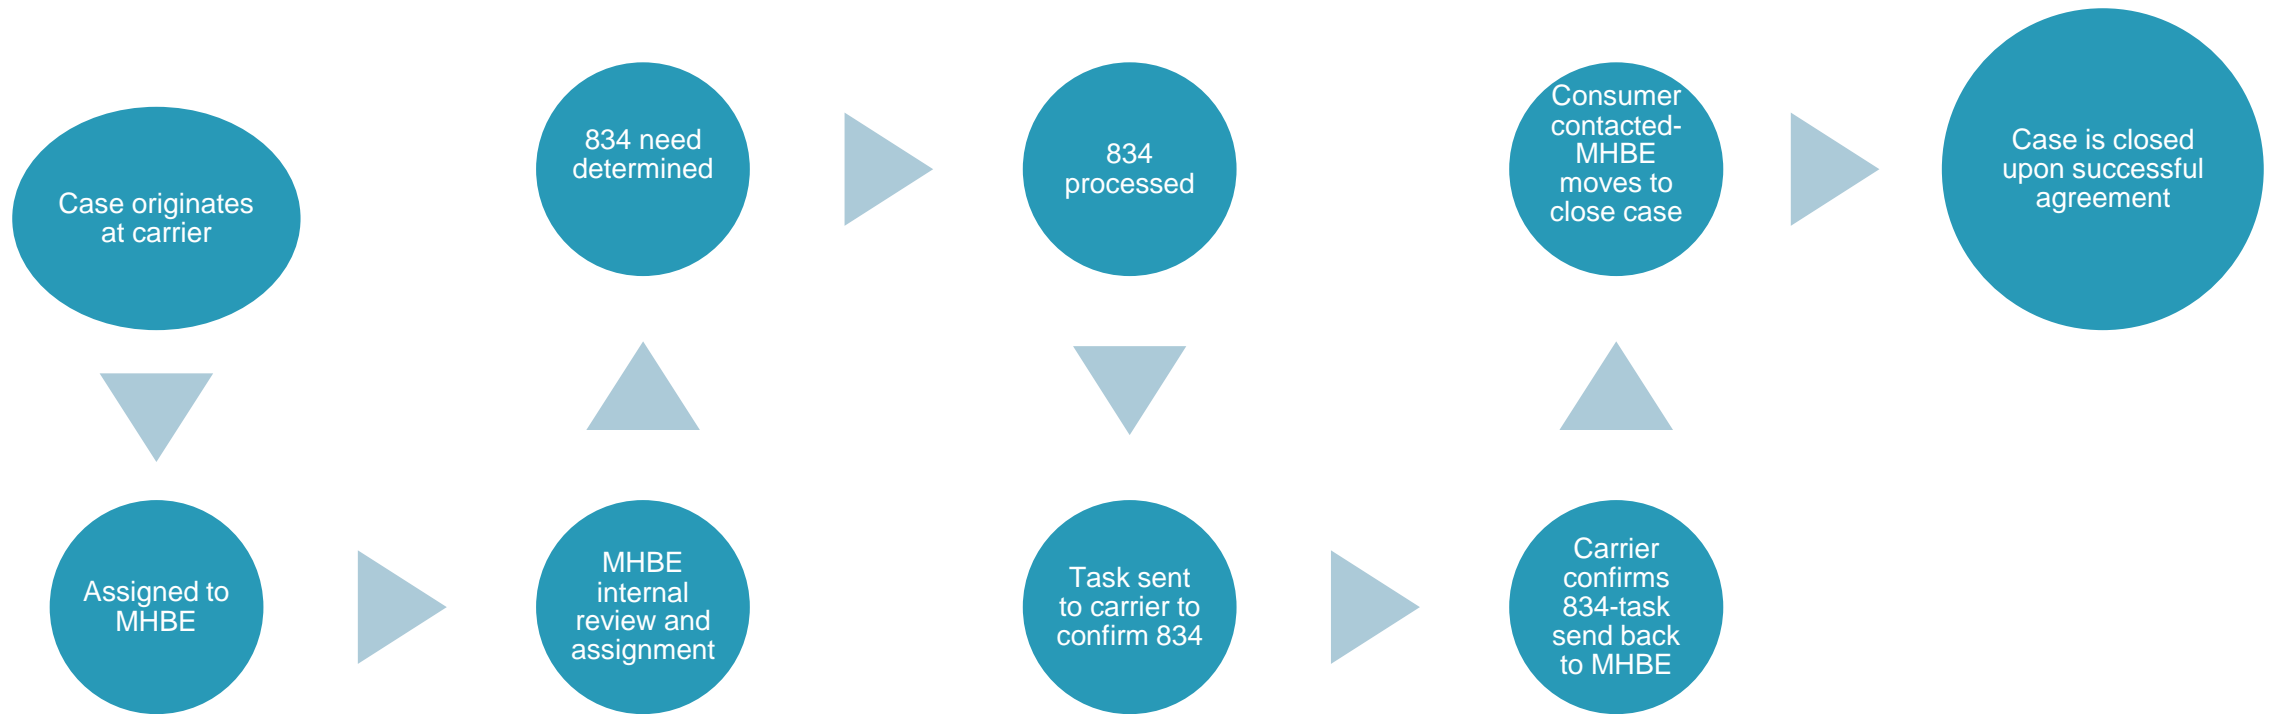 Case originates
at carrier
Assigned to
MHBE
MHBE
internal
review and
assignment
834 need
determined
834
processed
Task sent
to carrier to
confirm 834
Carrier
confirms
834-task
send back
to MHBE
Consumer
contacted-
MHBE
moves to
close case
Case is closed
upon successful
agreement